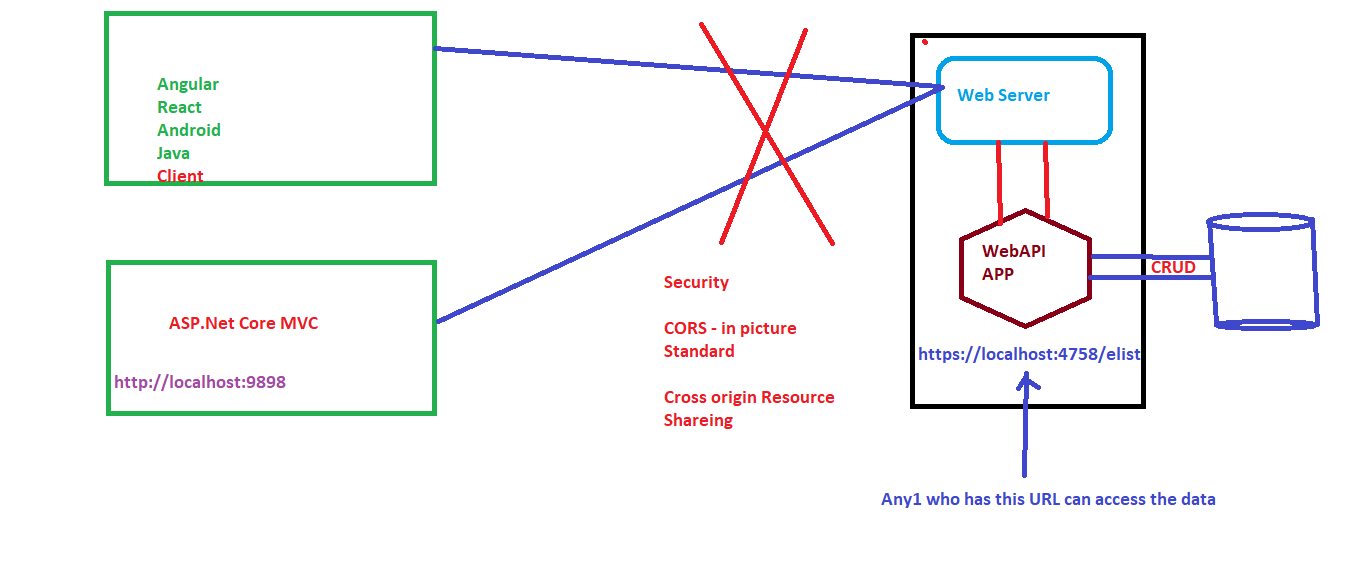 Angular
React
Android
Java
Client
ASP.Net Core MVC
http://localhost:9898
Security
CORS - in picture
Standard
Cross origin Resource
Shareing
Web Server
WebAPI
APP
CRUD
https://localhost:4758/elist
Any1 who has this URL can access the data